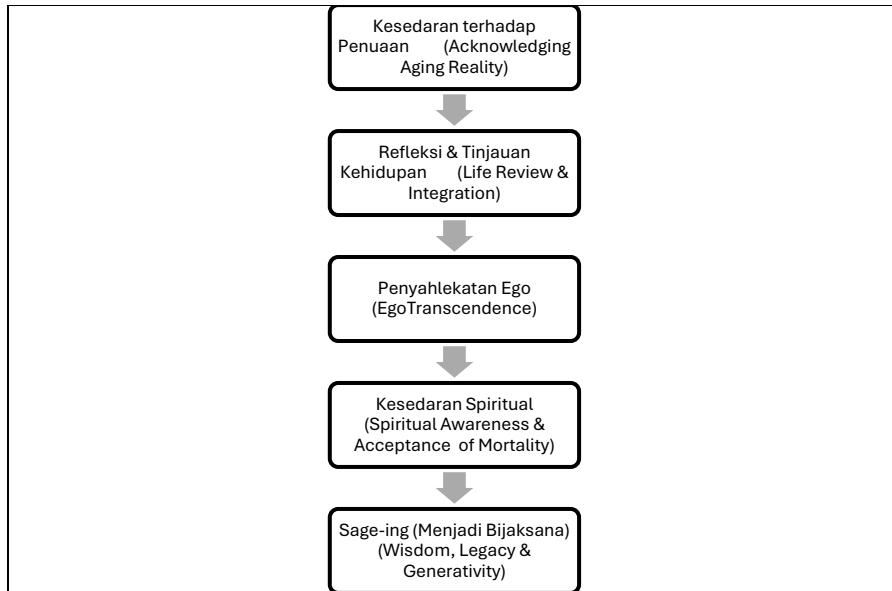 Kesedaran terhadap
Penuaan (Acknowledging
Aging Reality)
Refleksi & Tinjauan
Kehidupan (Life Review &
Integration)
Penyahlekatan Ego
(EgoTranscendence)
Kesedaran Spiritual
(Spiritual Awareness &
Acceptance of Mortality)
Sage-ing (Menjadi Bijaksana)
(Wisdom, Legacy &
Generativity)